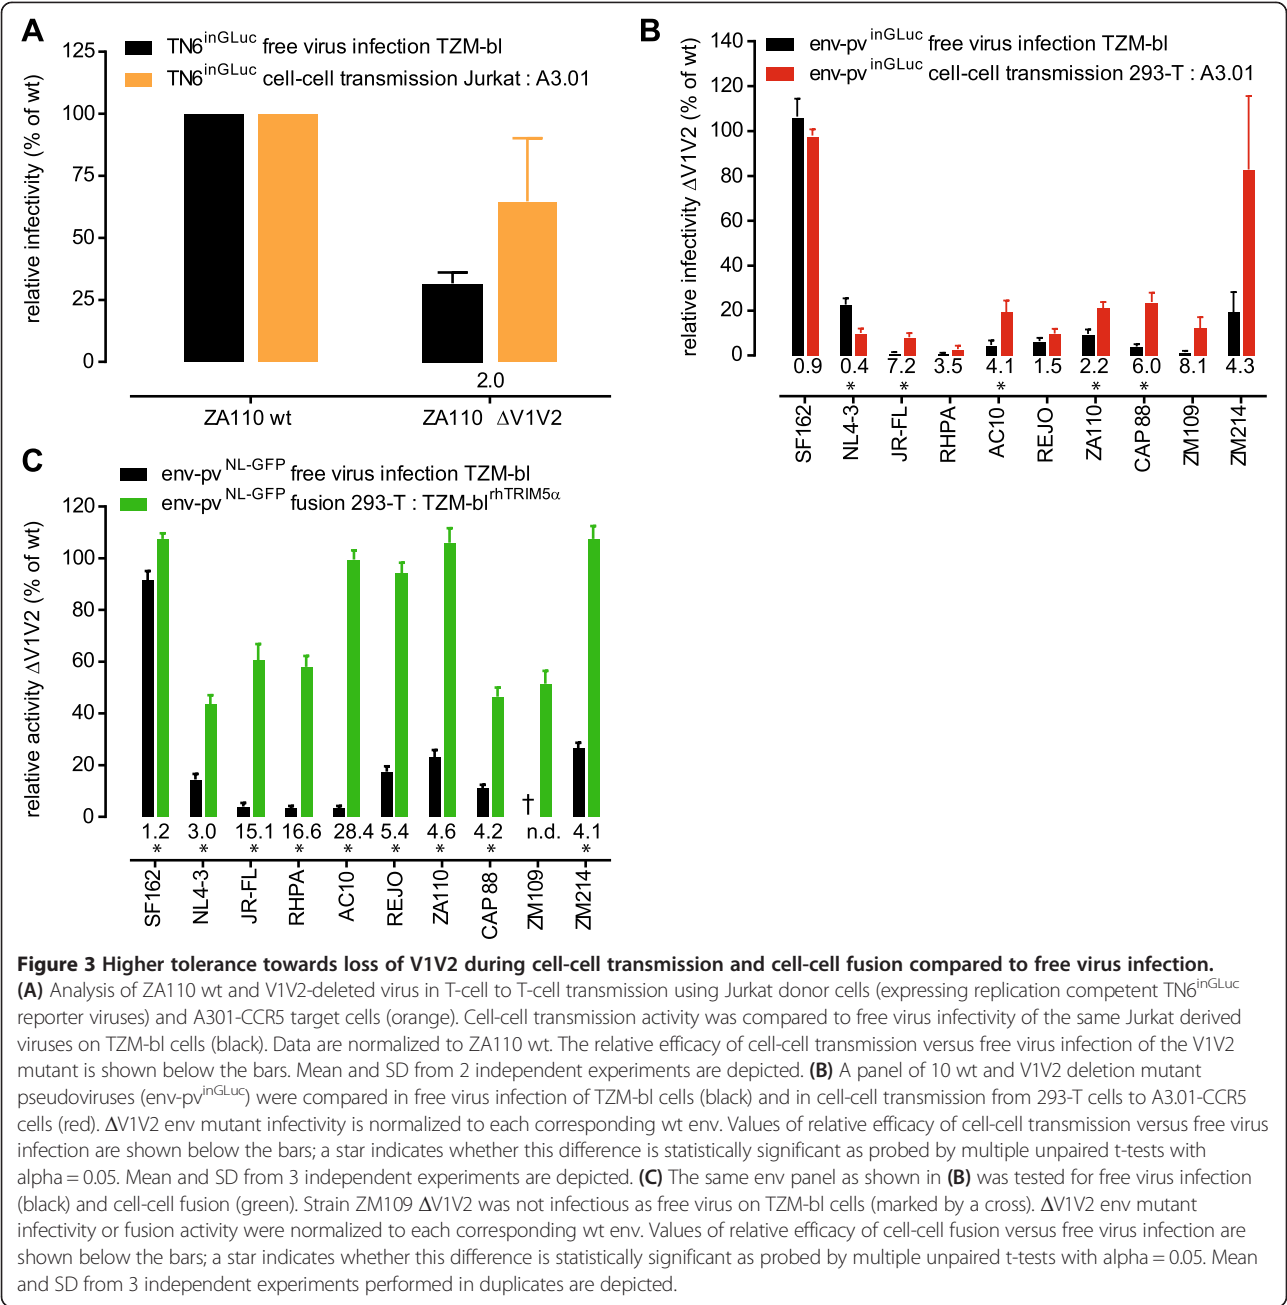 A
TN6inGLuc free virus infection TZM-bl
TN6inGLuc cell-cell transmission Jurkat : A3.01
relative infectivity (% of wt)
125
100
75
50
25
0
2.0
ZA110 wt
ZA110 ΔV1V2
B
env-pv inGLuc free virus infection TZM-bl
env-pv inGLuc cell-cell transmission 293-T : A3.01
relative infectivity ΔV1V2 (% of wt)
140
120
100
80
60
40
20
0
0.9 0.4 7.2 3.5 4.1 1.5 2.2 6.0 8.1 4.3
* * * * *
SF162
NL4-3
JR-FL
RHPA
AC10
REJO
ZA110
CAP 88
ZM109
ZM214
C
env-pv NL-GFP free virus infection TZM-bl
env-pv NL-GFP fusion 293-T : TZM-bl rhTRIM5α
relative activity ΔV1V2 (% of wt)
120
100
80
60
40
20
0
†
1.2 3.0 15.1 16.6 28.4 5.4 4.6 4.2 n.d. 4.1
* * * * * * * * *
SF162
NL4-3
JR-FL
RHPA
AC10
REJO
ZA110
CAP 88
ZM109
ZM214
Figure 3 Higher tolerance towards loss of V1V2 during cell-cell transmission and cell-cell fusion compared to free virus infection.
(A) Analysis of ZA110 wt and V1V2-deleted virus in T-cell to T-cell transmission using Jurkat donor cells (expressing replication competent TN6inGLuc
reporter viruses) and A301-CCR5 target cells (orange). Cell-cell transmission activity was compared to free virus infectivity of the same Jurkat derived
viruses on TZM-bl cells (black). Data are normalized to ZA110 wt. The relative efficacy of cell-cell transmission versus free virus infection of the V1V2
mutant is shown below the bars. Mean and SD from 2 independent experiments are depicted. (B) A panel of 10 wt and V1V2 deletion mutant
pseudoviruses (env-pvinGLuc) were compared in free virus infection of TZM-bl cells (black) and in cell-cell transmission from 293-T cells to A3.01-CCR5
cells (red). ΔV1V2 env mutant infectivity is normalized to each corresponding wt env. Values of relative efficacy of cell-cell transmission versus free virus
infection are shown below the bars; a star indicates whether this difference is statistically significant as probed by multiple unpaired t-tests with
alpha = 0.05. Mean and SD from 3 independent experiments are depicted. (C) The same env panel as shown in (B) was tested for free virus infection
(black) and cell-cell fusion (green). Strain ZM109 ΔV1V2 was not infectious as free virus on TZM-bl cells (marked by a cross). ΔV1V2 env mutant
infectivity or fusion activity were normalized to each corresponding wt env. Values of relative efficacy of cell-cell fusion versus free virus infection are
shown below the bars; a star indicates whether this difference is statistically significant as probed by multiple unpaired t-tests with alpha = 0.05. Mean
and SD from 3 independent experiments performed in duplicates are depicted.